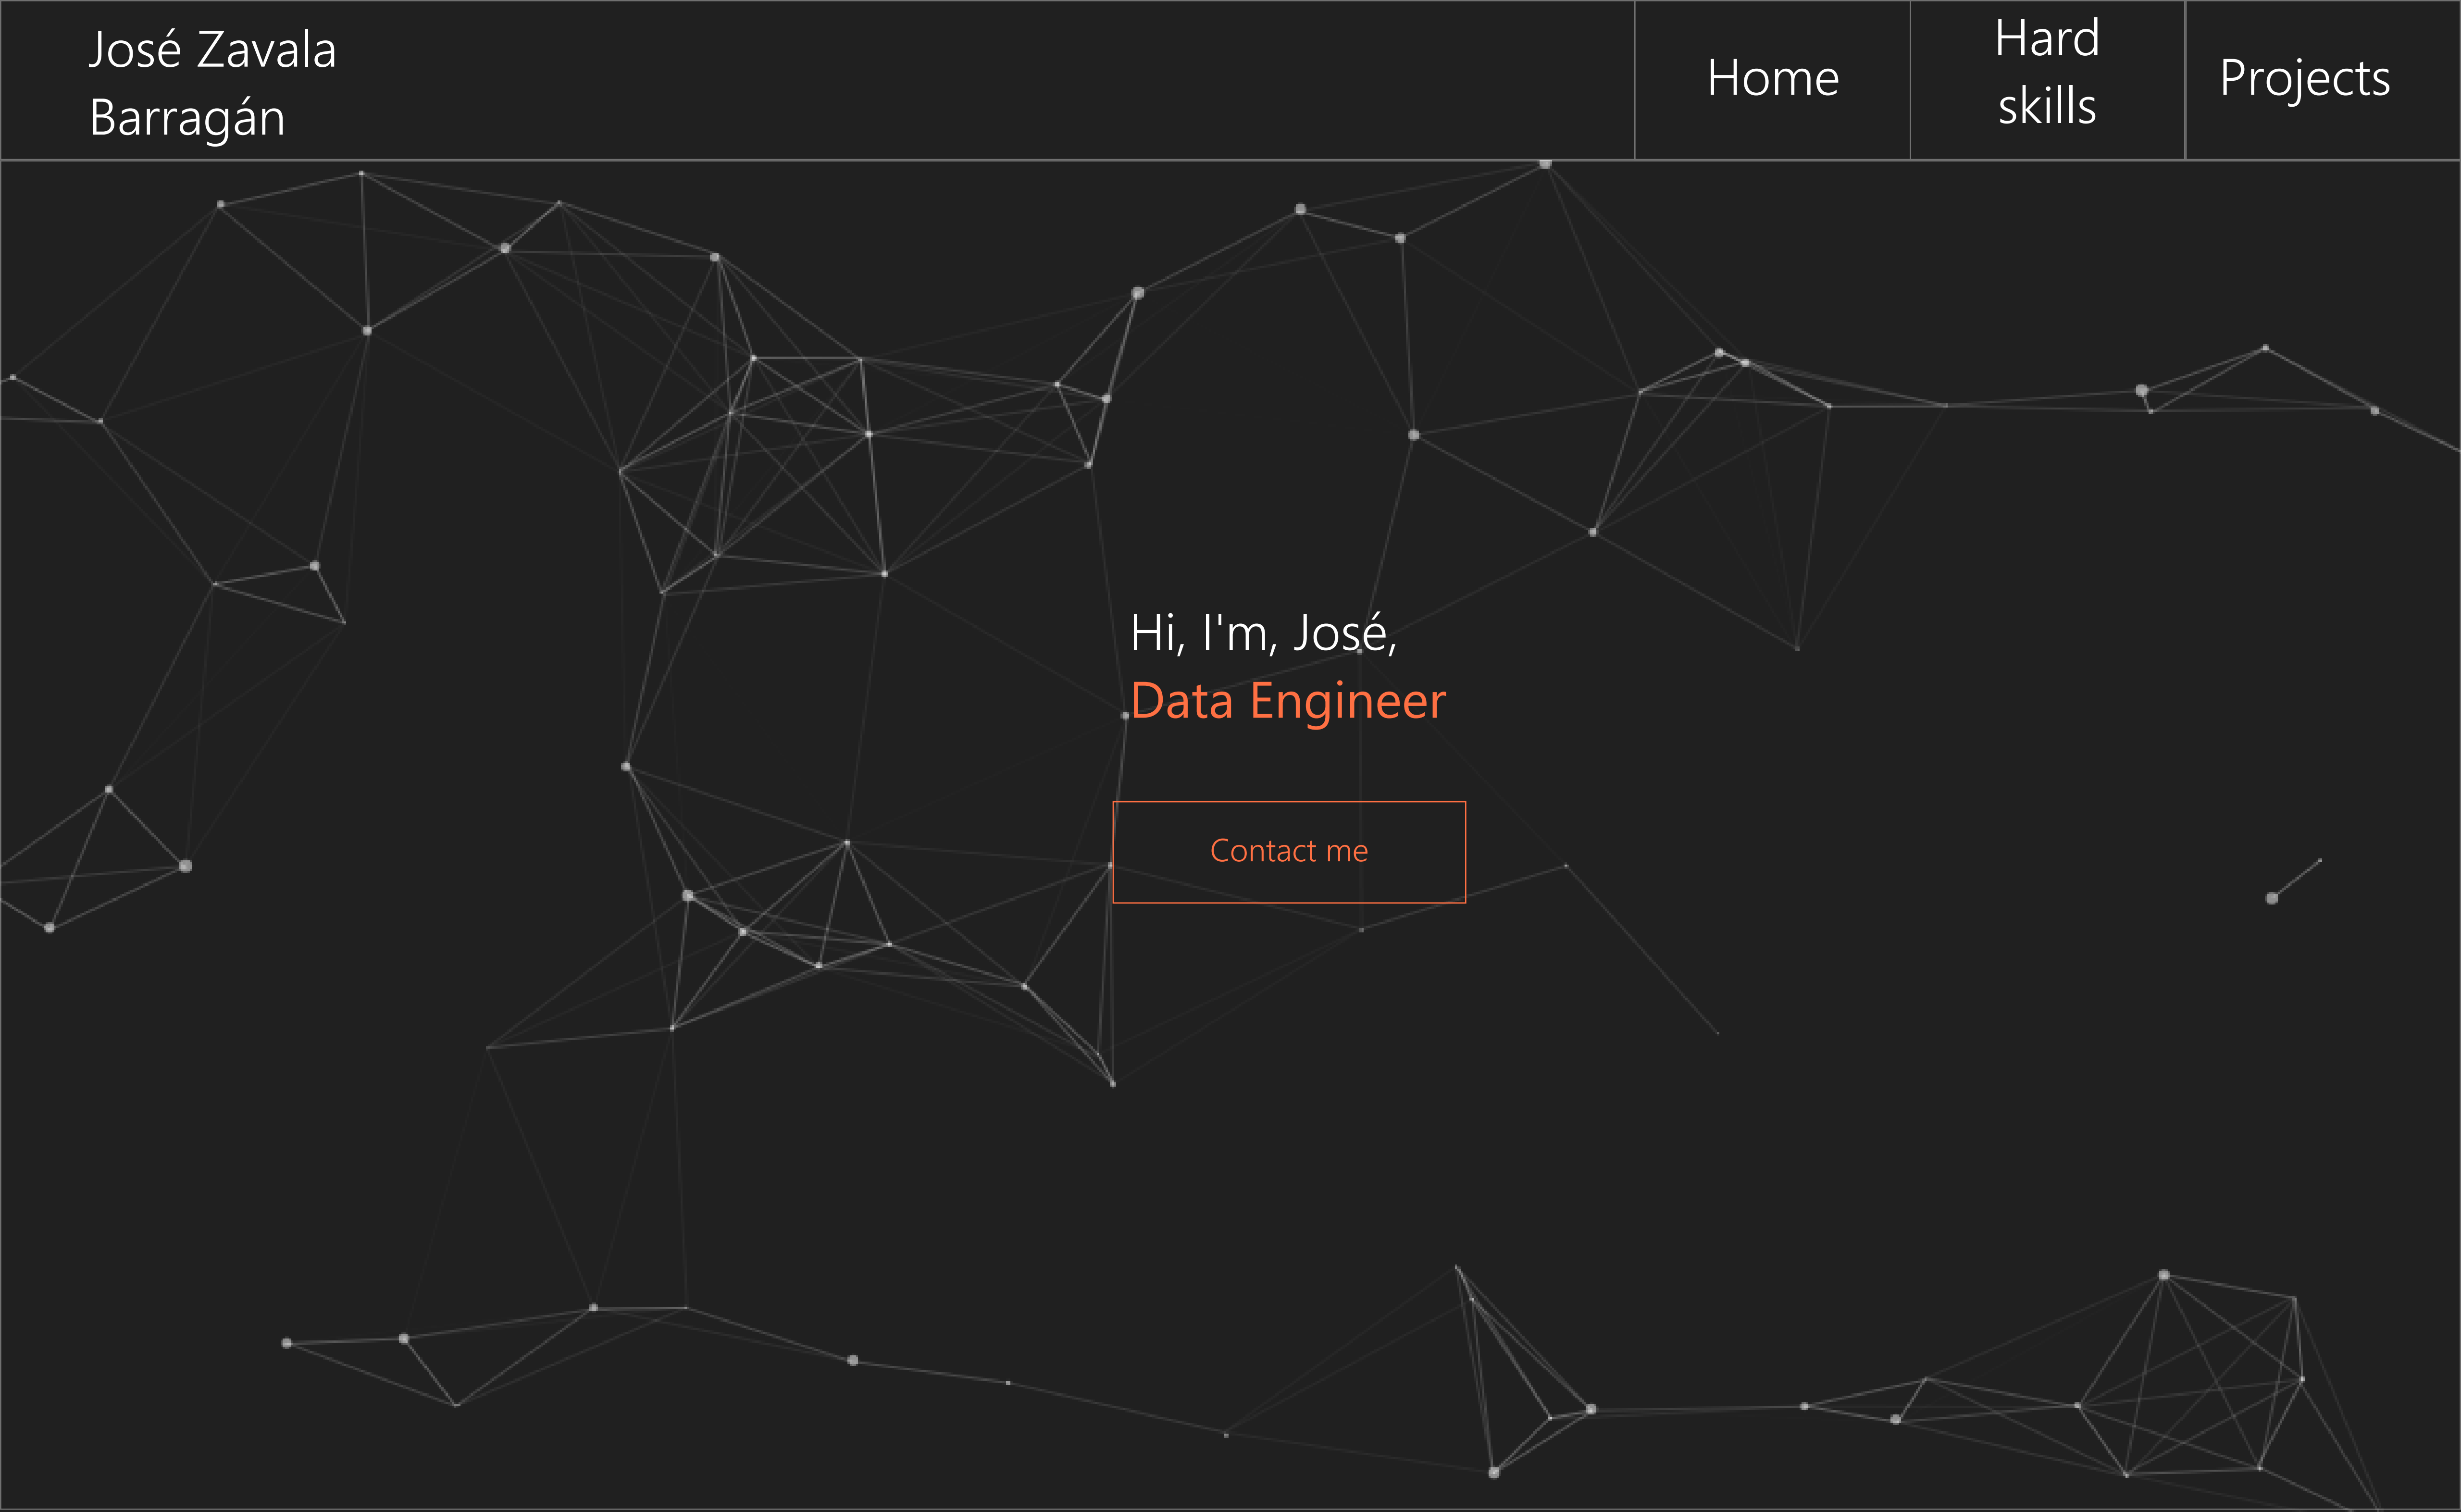 José Zavala
Barragán
Home
Hard
skills
Projects
Hi, I'm, José,
Data Engineer
Contact me